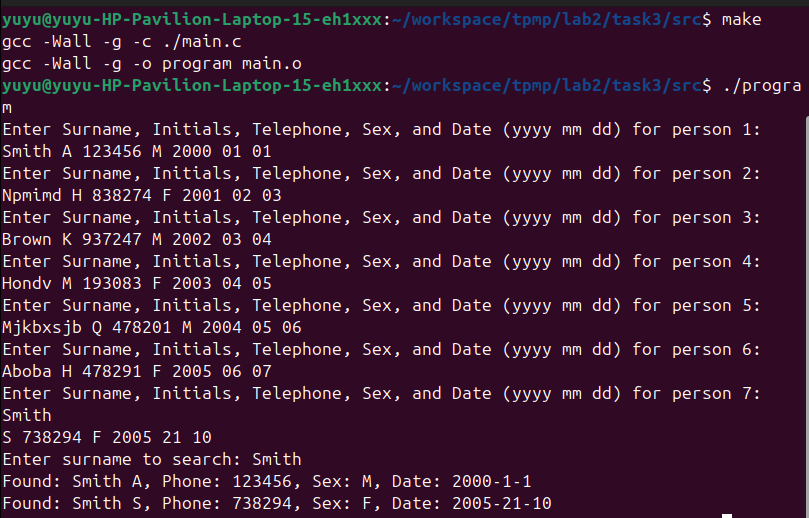 yuyu@yuyu-HP-Pavilion-Laptop-15-eh1xxx:~/workspace/tpmp/lab2/task3/src$ make
gcc -Wall -g -c ./main.c
gcc -Wall -g -o program main.o
yuyu@yuyu-HP-Pavilion-Laptop-15-eh1xxx:~/workspace/tpmp/lab2/task3/src$ ./progra
m
Enter Surname, Initials, Telephone, Sex, and Date (yyyy mm dd) for person 1:
Smith A 123456 M 2000 01 01
Enter Surname, Initials, Telephone, Sex, and Date (yyyy mm dd) for person 2:
Npmimd H 838274 F 2001 02 03
Enter Surname, Initials, Telephone, Sex, and Date (yyyy mm dd) for person 3:
Brown K 937247 M 2002 03 04
Enter Surname, Initials, Telephone, Sex, and Date (yyyy mm dd) for person 4:
Hondv M 193083 F 2003 04 05
Enter Surname, Initials, Telephone, Sex, and Date (yyyy mm dd) for person 5:
Mjkbxsjb Q 478201 M 2004 05 06
Enter Surname, Initials, Telephone, Sex, and Date (yyyy mm dd) for person 6:
Aboba H 478291 F 2005 06 07
Enter Surname, Initials, Telephone, Sex, and Date (yyyy mm dd) for person 7:
Smith
S 738294 F 2005 21 10
Enter surname to search: Smith
Found: Smith A, Phone: 123456, Sex: M, Date: 2000-1-1
Found: Smith S, Phone: 738294, Sex: F, Date: 2005-21-10